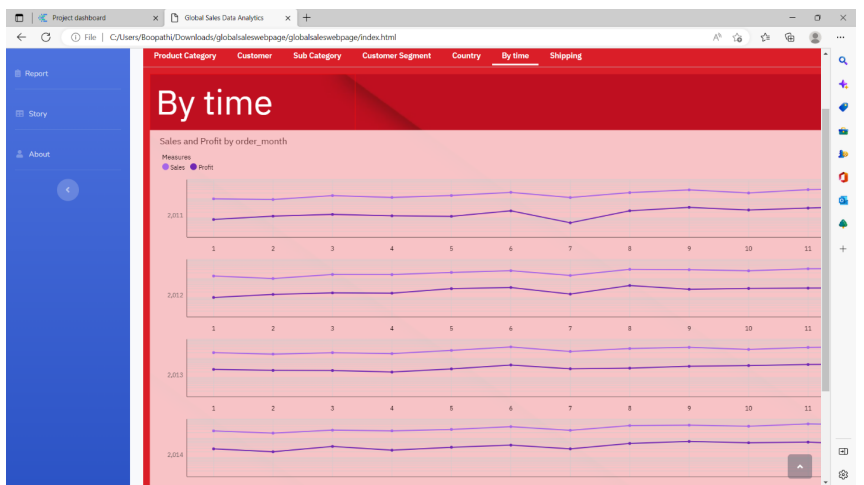 Project dashboard
Global Sales Data Analytics
File
C:/Users/Boopathi/Downloads/globalsaleswebpage/globalsaleswebpage/index.html
Report
Story
About
Product Category Customer Sub Category Customer Segment Country By time Shipping
By time
Sales and Profit by order_month
Measures
Sales Profit
2,011
1 2 3 4 5 6 7 8 9 10 11
2,012
1 2 3 4 5 6 7 8 9 10 11
2,013
1 2 3 4 5 6 7 8 9 10 11
2,014